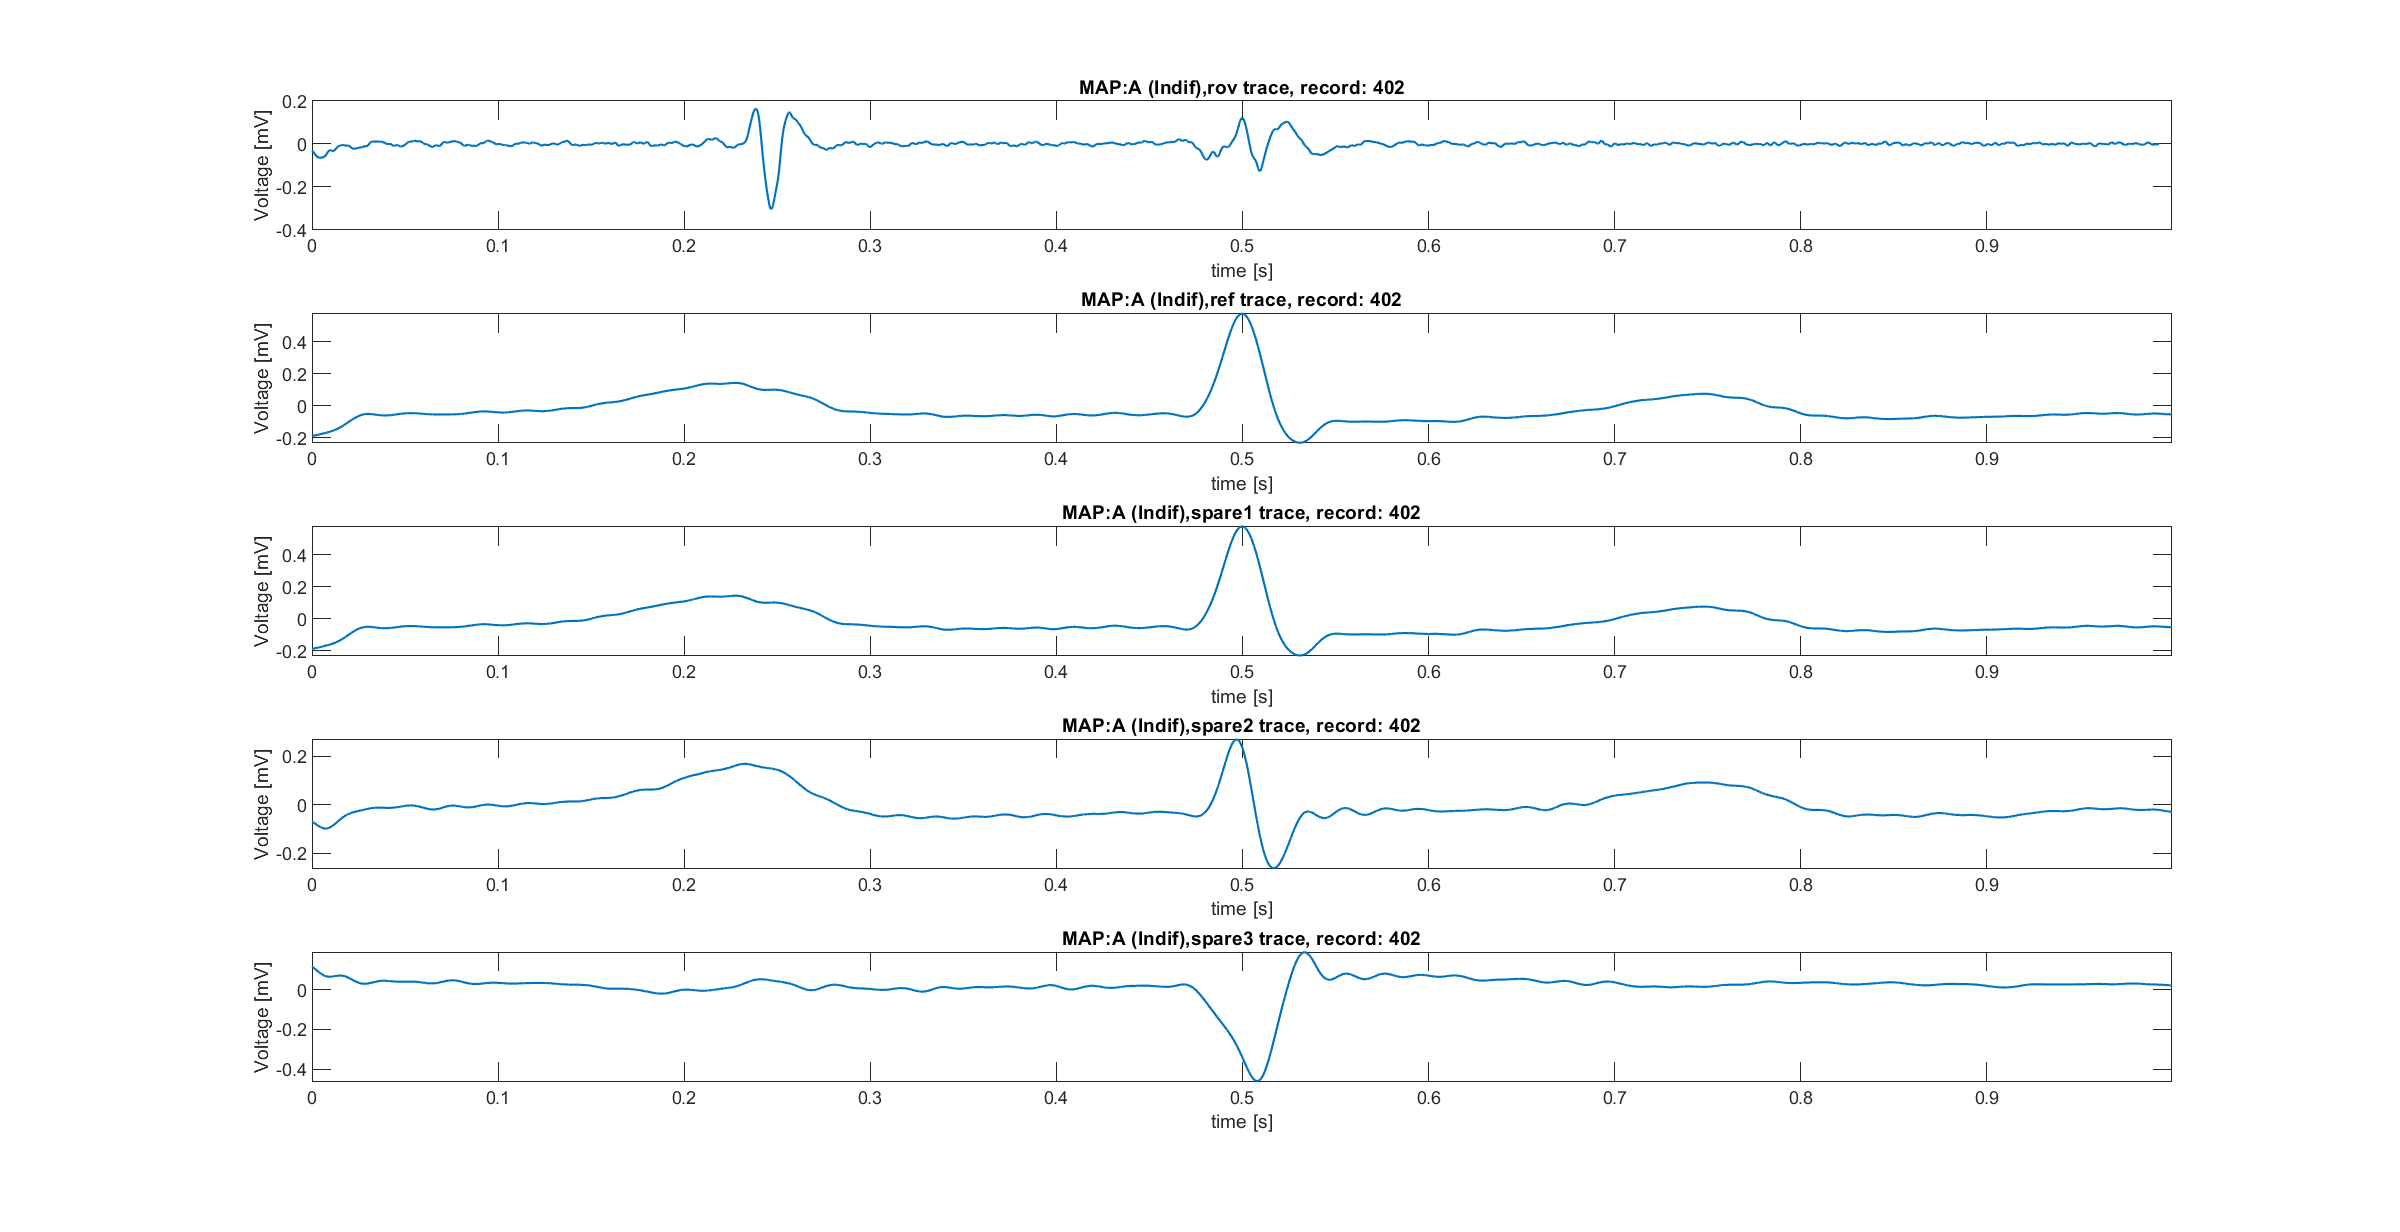 MAP:A (Indif),rov trace, record: 402
Voltage [mV]
0.2
0
-0.2
-0.4
0 0.1 0.2 0.3 0.4 0.5 0.6 0.7 0.8 0.9
time [s]
MAP:A (Indif),ref trace, record: 402
Voltage [mV]
0.4
0.2
0
-0.2
0 0.1 0.2 0.3 0.4 0.5 0.6 0.7 0.8 0.9
time [s]
MAP:A (Indif),spare1 trace, record: 402
Voltage [mV]
0.4
0.2
0
-0.2
0 0.1 0.2 0.3 0.4 0.5 0.6 0.7 0.8 0.9
time [s]
MAP:A (Indif),spare2 trace, record: 402
Voltage [mV]
0.2
0
-0.2
0 0.1 0.2 0.3 0.4 0.5 0.6 0.7 0.8 0.9
time [s]
MAP:A (Indif),spare3 trace, record: 402
Voltage [mV]
0
-0.2
-0.4
0 0.1 0.2 0.3 0.4 0.5 0.6 0.7 0.8 0.9
time [s]